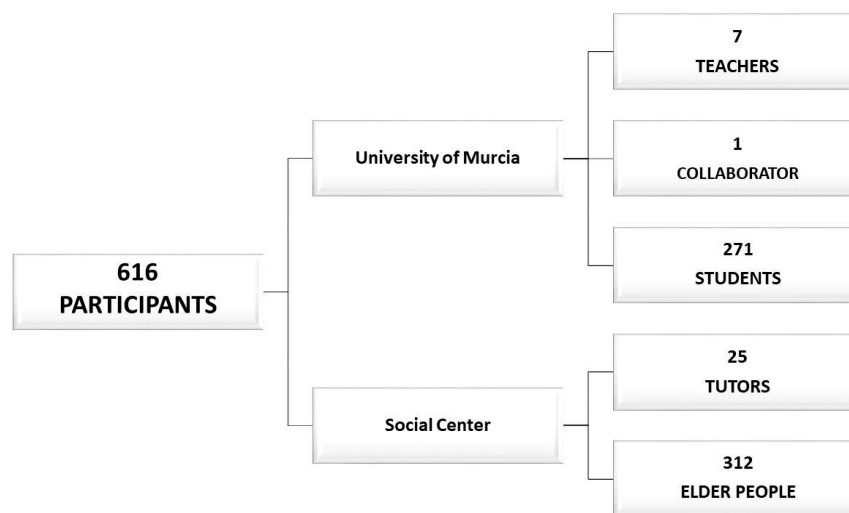 616
PARTICIPANTS
University of Murcia
7
TEACHERS
1
COLLABORATOR
271
STUDENTS
Social Center
25
TUTORS
312
ELDER PEOPLE